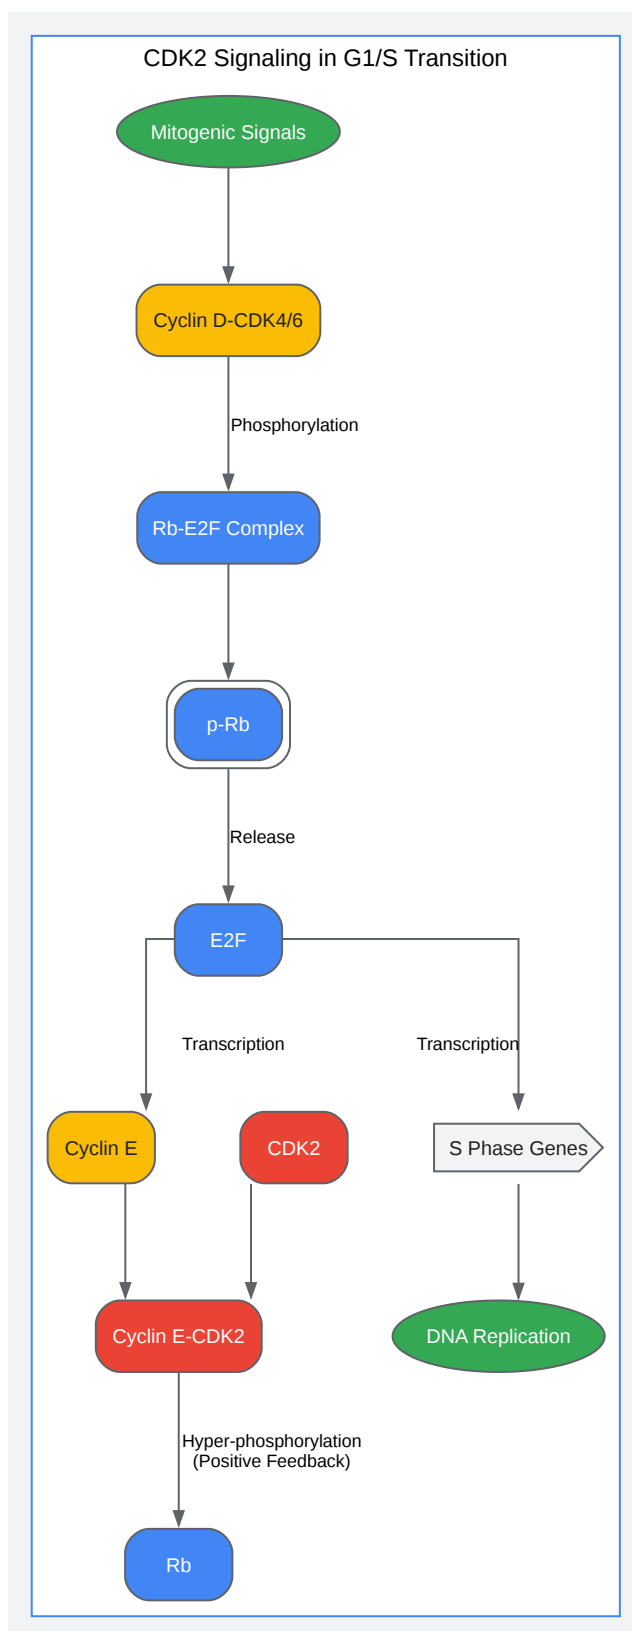 CDK2 Signaling in G1/S Transition
Mitogenic Signals
Cyclin D-CDK4/6
Phosphorylation
Rb-E2F Complex
p-Rb
Release
E2F
Transcription
Transcription
Cyclin E
CDK2
S Phase Genes
Cyclin E-CDK2
DNA Replication
Hyper-phosphorylation
(Positive Feedback)
Rb